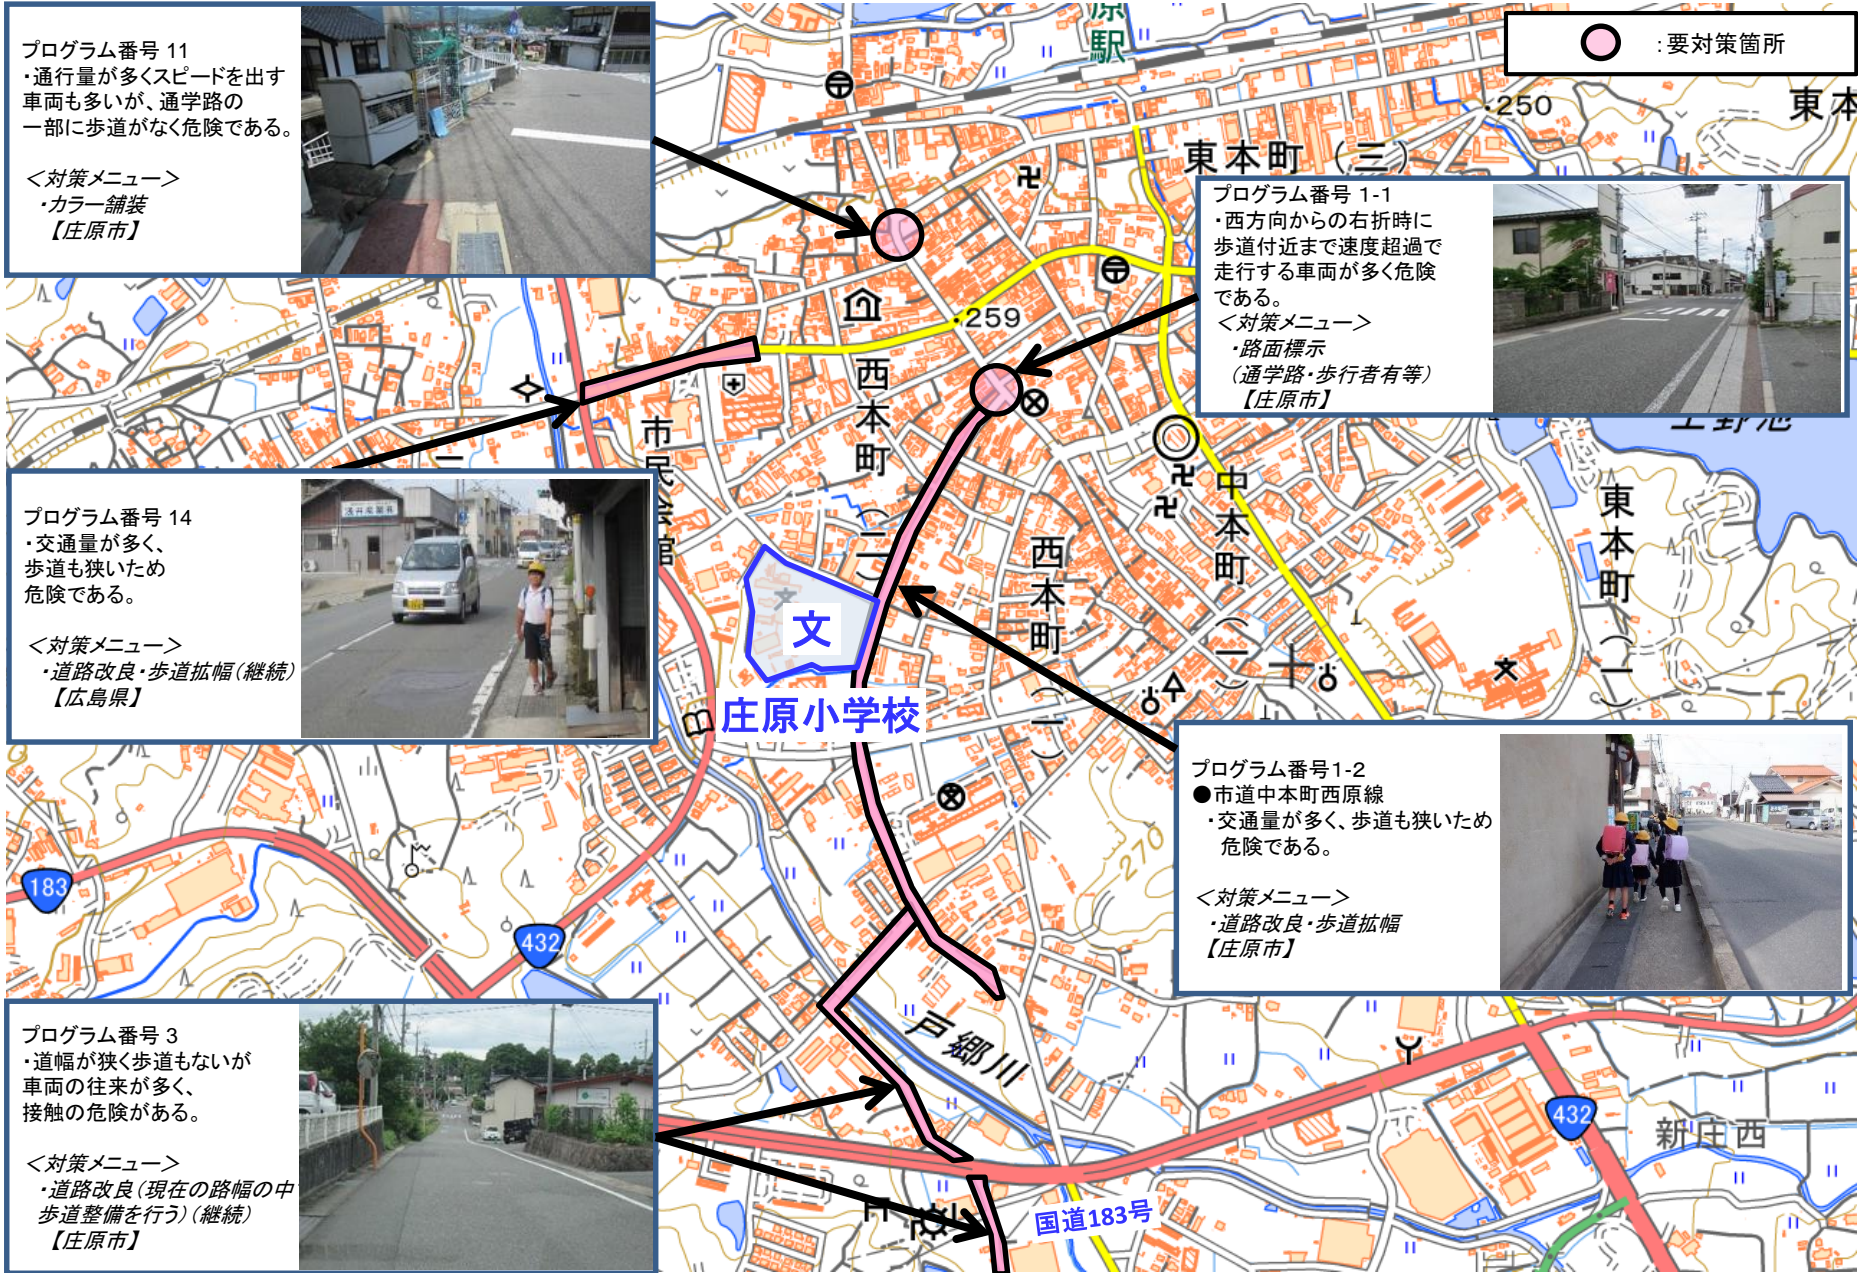 プログラム番号 11
・通行量が多くスピードを出す
車両も多いが、通学路の
一部に歩道がなく危険である。
＜対策メニュー＞
・カラー舗装
【庄原市】
原駅
：要対策箇所
250
東本
東本町（三）
プログラム番号 1-1
・西方向からの右折時に
歩道付近まで速度超過で
走行する車両が多く危険
である。
＜対策メニュー＞
・路面標示
（通学路・歩行者有等）
【庄原市】
259
西本町（二）
市民会館
プログラム番号 14
・交通量が多く、
歩道も狭いため
危険である。
＜対策メニュー＞
・道路改良・歩道拡幅（継続）
【広島県】
中本町（一）
西本町（一）
東本町（一）
上野池
文
庄原小学校
プログラム番号1-2
●市道中本町西原線
・交通量が多く、歩道も狭いため
危険である。
＜対策メニュー＞
・道路改良・歩道拡幅
【庄原市】
270
183
432
戸郷川
プログラム番号 3
・道幅が狭く歩道もないが
車両の往来が多く、
接触の危険がある。
＜対策メニュー＞
・道路改良（現在の路幅の中
歩道整備を行う）（継続）
【庄原市】
432
新庄西
国道183号